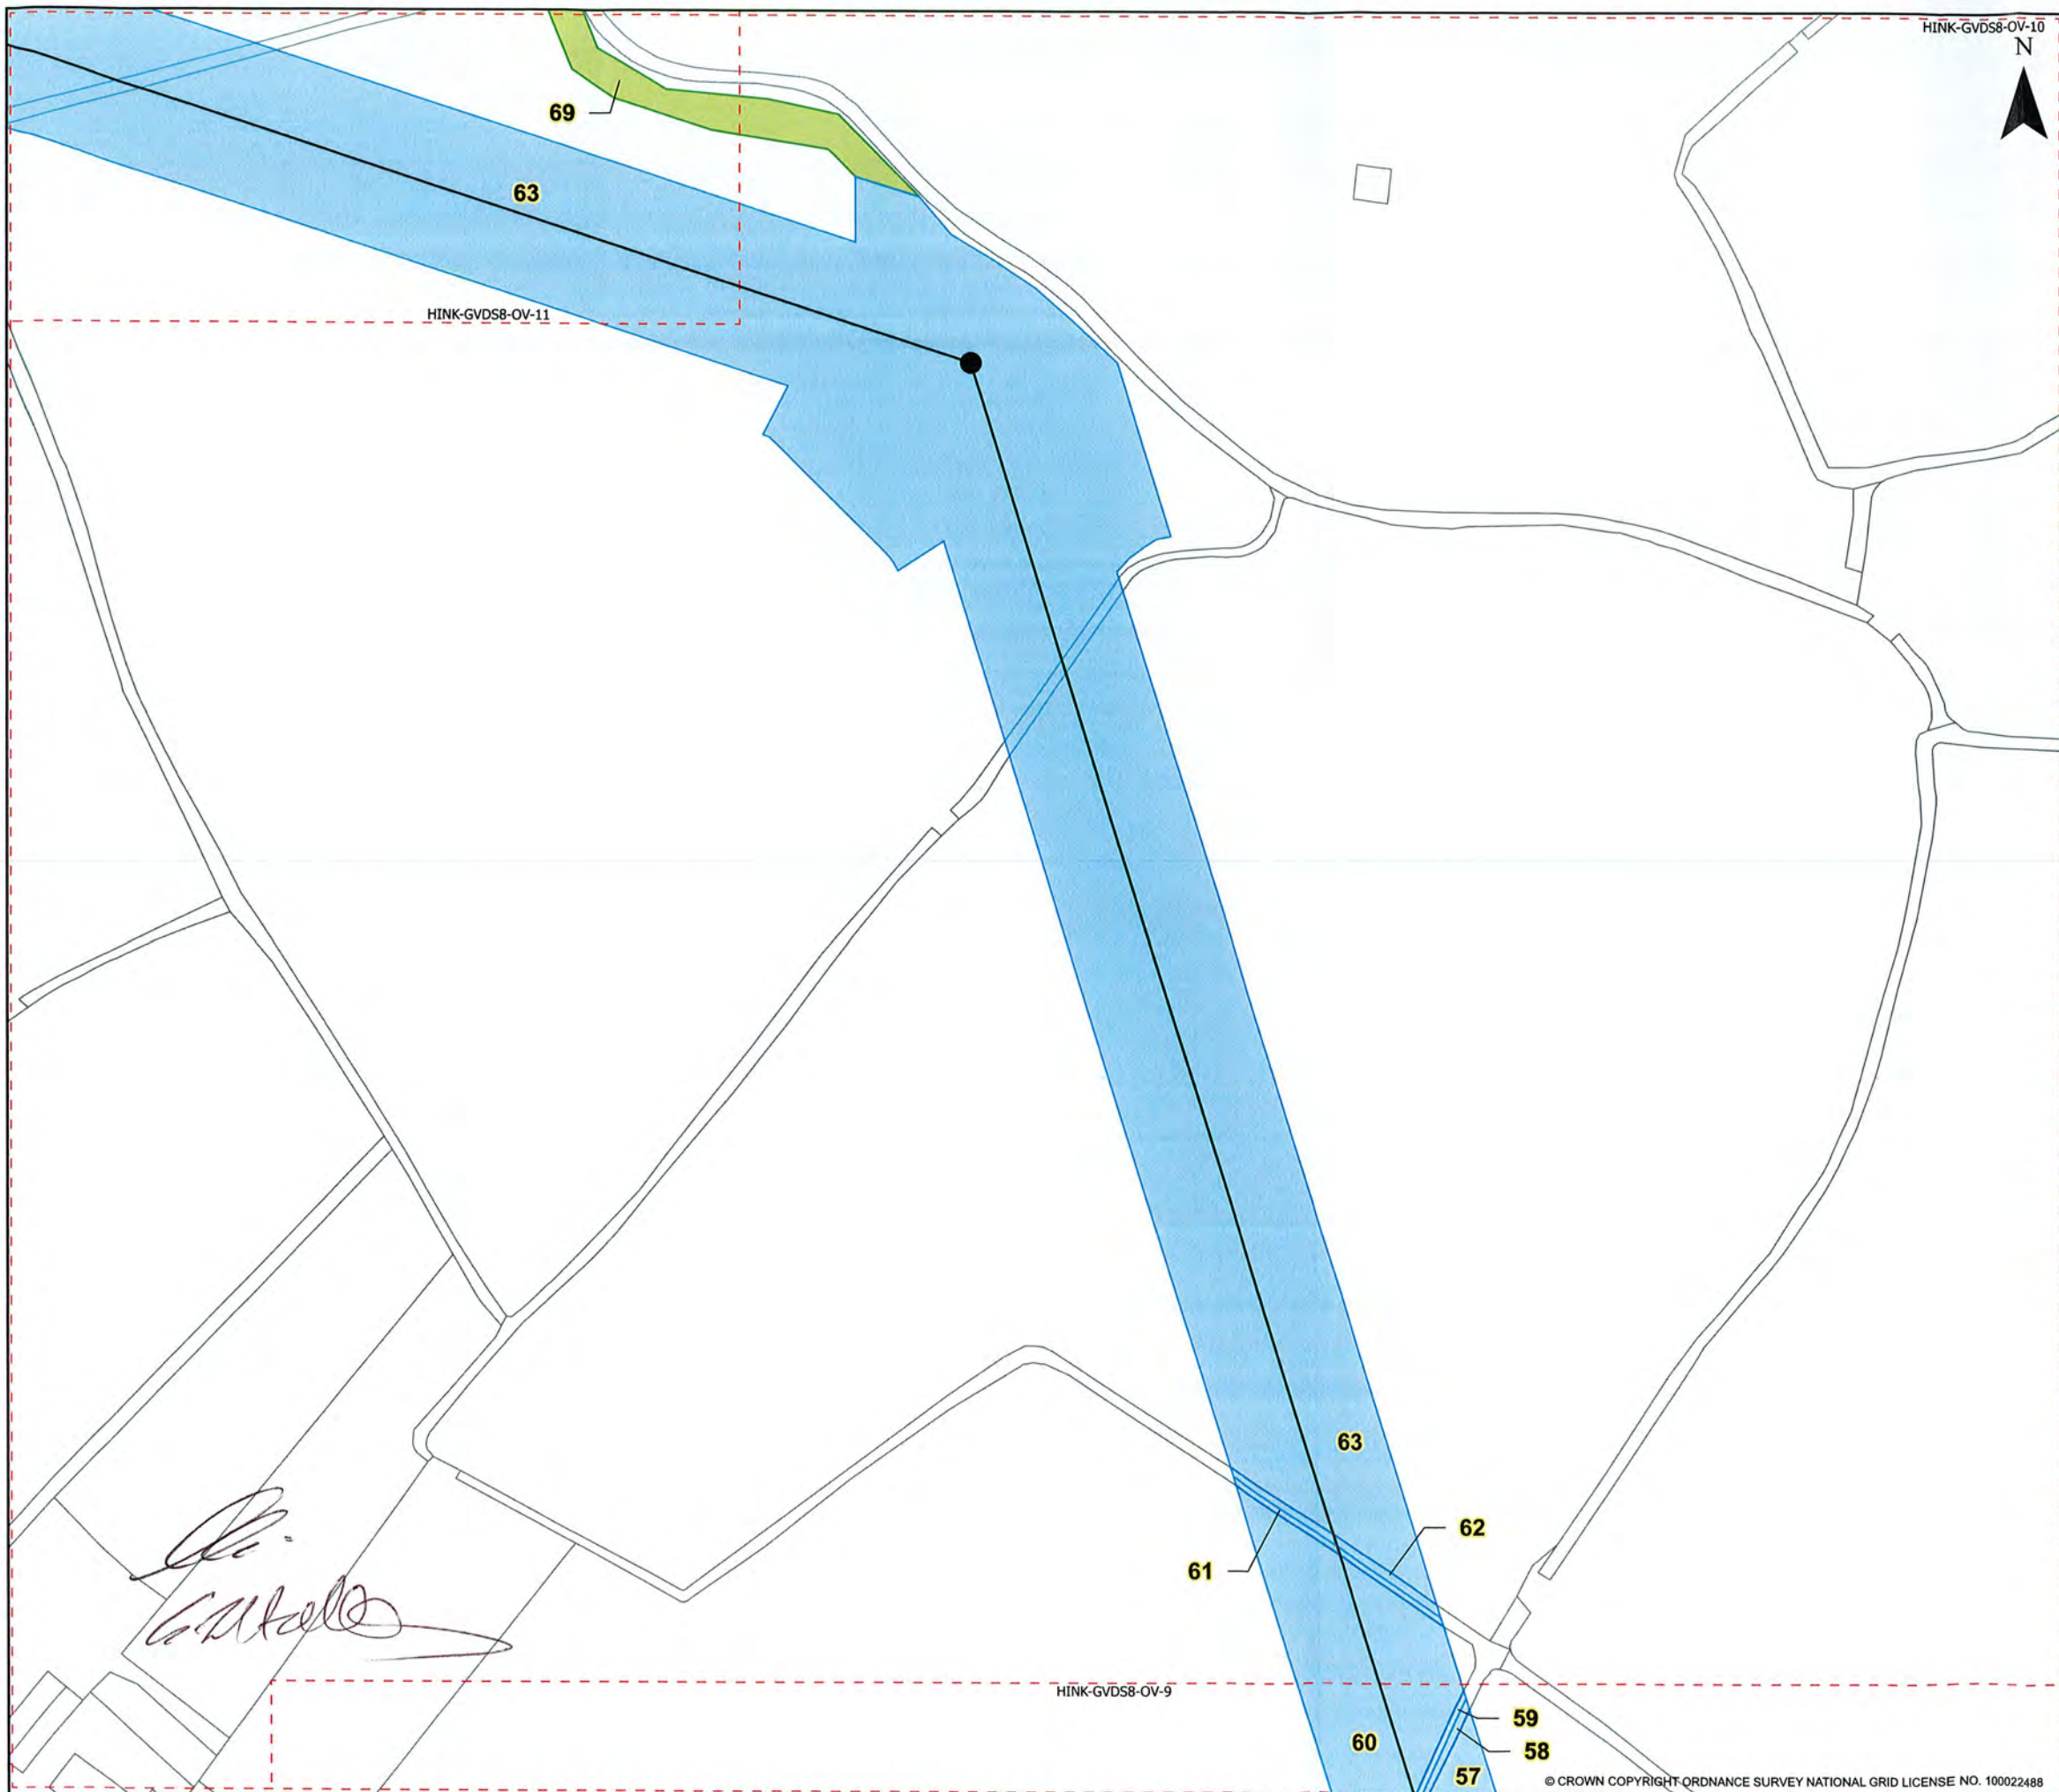 HINK-GVDS8-OV-10
N
69
63
HINK-GVDS8-OV-11
63
62
61
HINK-GVDS8-OV-9
59
60
58
57
© CROWN COPYRIGHT ORDNANCE SURVEY NATIONAL GRID LICENSE NO. 100022488